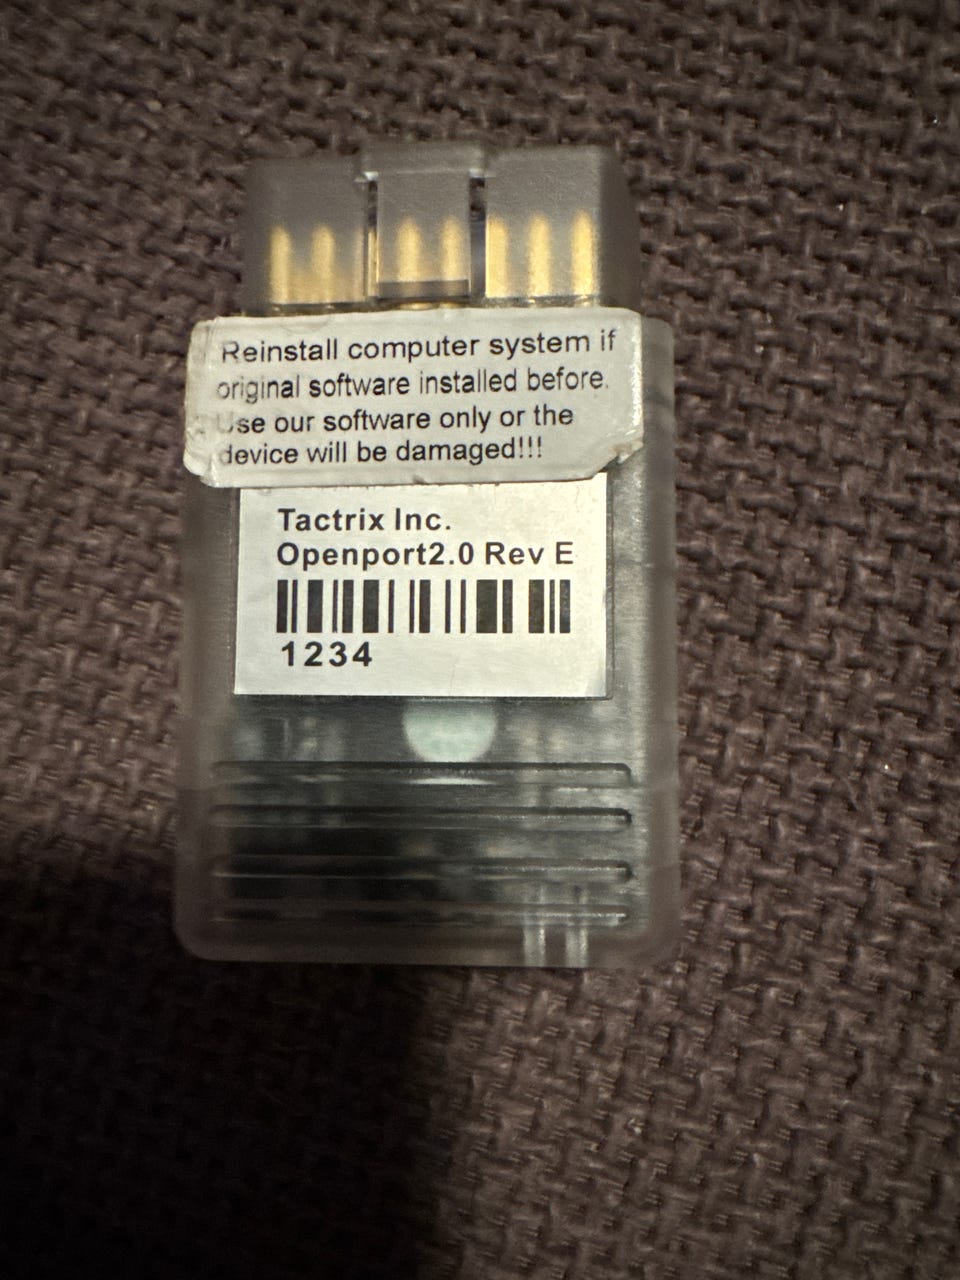 Reinstall computer system if
original software installed before.
Use our software only or the
device will be damaged!!!
Tactrix Inc.
Openport2.0 Rev E
1234